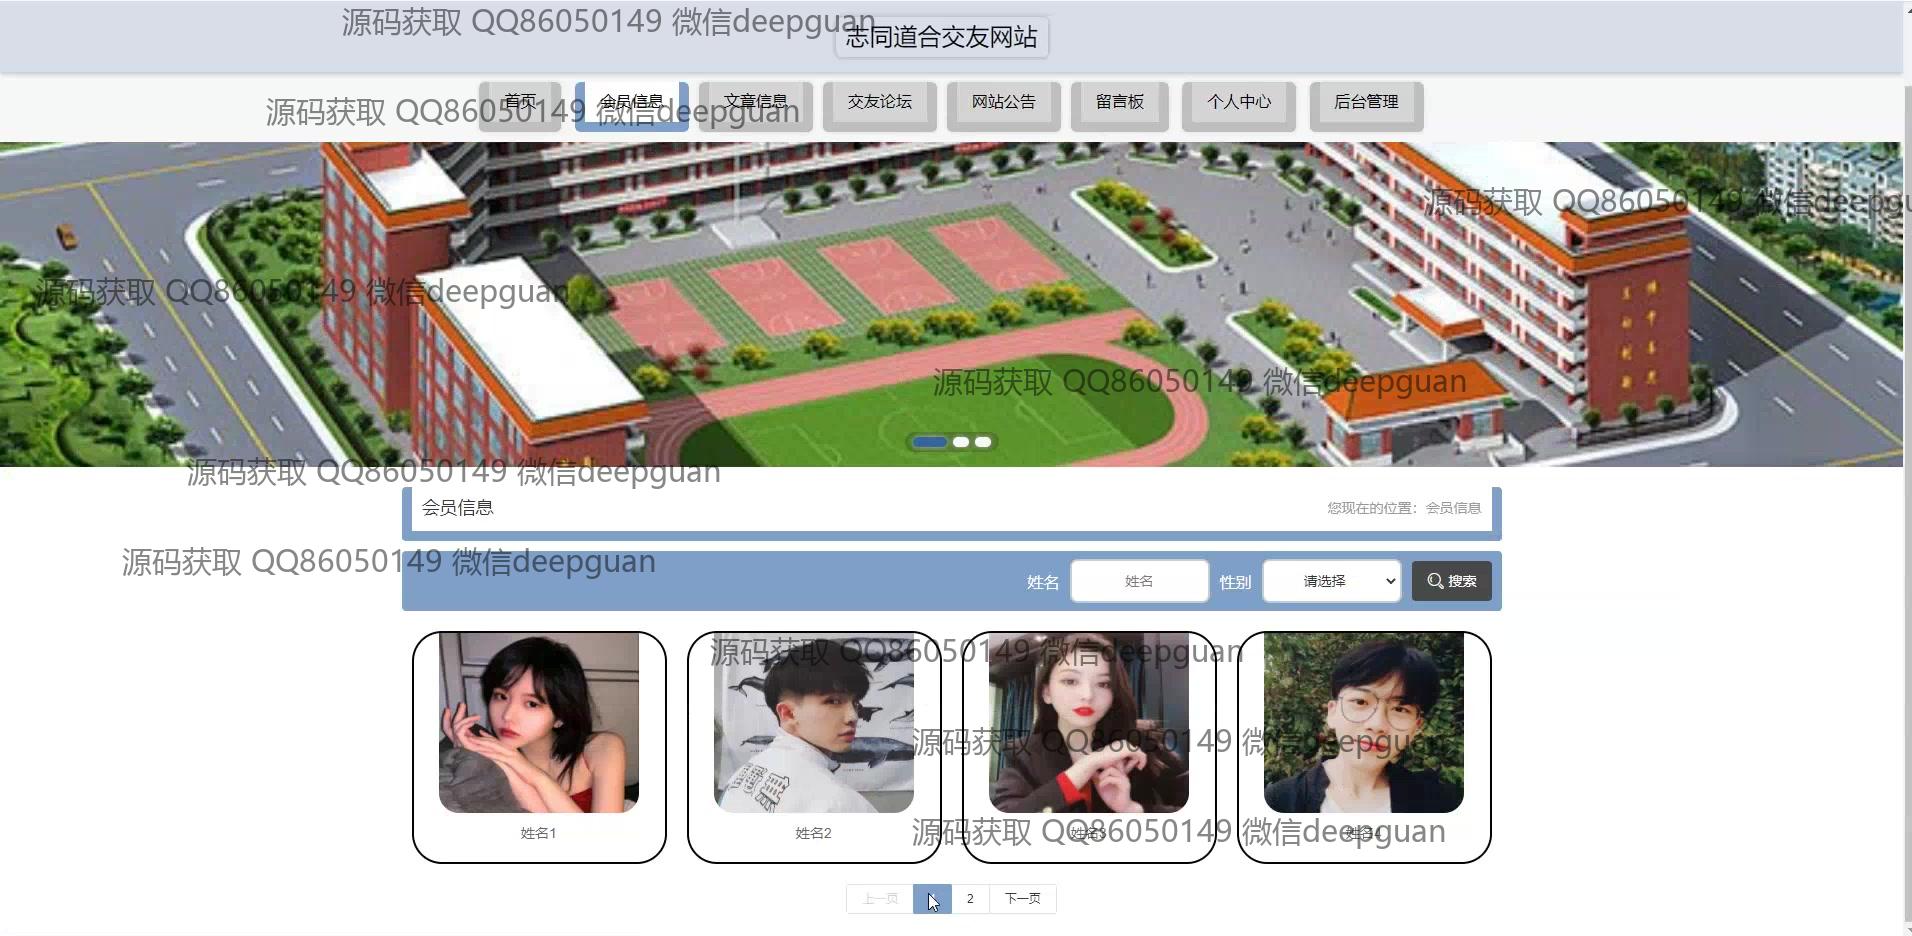 源码获取 QQ86050149 微信deepguan
志同道合交友网站
首页
会员信息
文章信息
交友论坛
网站公告
留言板
个人中心
后台管理
源码获取 QQ86050149 微信deepguan
源码获取 QQ86050149 微信deepgu
源码获取 QQ86050149 微信deepguan
源码获取 QQ86050149 微信deepguan
源码获取 QQ86050149 微信deepguan
会员信息
您现在的位置：会员信息
源码获取 QQ86050149 微信deepguan
姓名
姓名
性别
请选择
搜索
源码获取 QQ86050149 微信deepguan
源码获取 QQ86050149 微信deepguan
姓名1
姓名2
姓名3
姓名4
源码获取 QQ86050149 微信deepguan
上一页
2
下一页